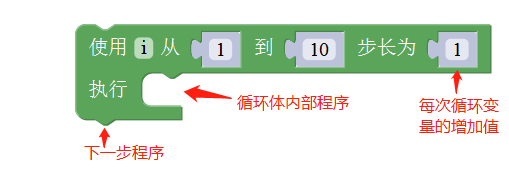 使用 i 从 1 到 10 步长为 1
执行
循环体内部程序
每次循环变
量的增加值
下一步程序